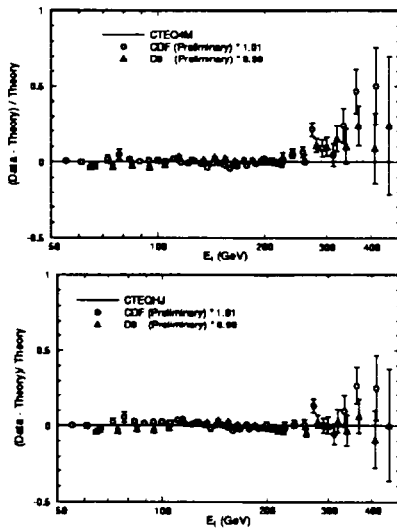 CTEQ4M
CDF (Preliminary) * 1.01
D0 (Preliminary) * 0.99
(Data - Theory) / Theory
1
0.5
0
-0.5
50
100
200
300
400
Et (GeV)
CTEQHJ
CDF (Preliminary) * 1.01
D0 (Preliminary) * 0.99
(Data - Theory) / Theory
1
0.5
0
-0.5
50
100
200
300
400
Et (GeV)